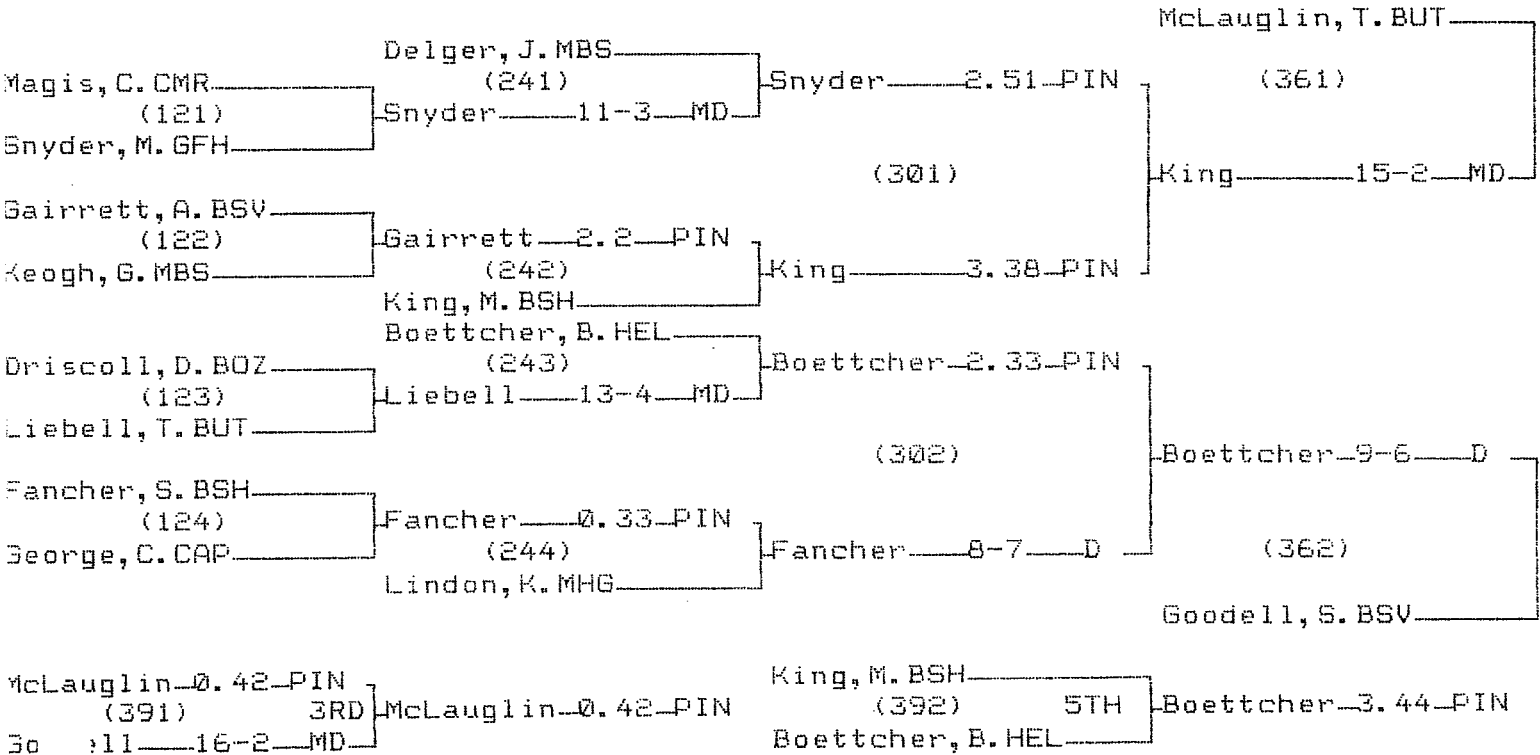 McLauglin, T. BUT
Delger, J. MBS
Magis, C. CMR (241) Snyder 2.51 PIN (361)
(121) Snyder 11-3 MD
Snyder, M. GFH
(301) King 15-2 MD
Gairrett, A. BSV
(122) Gairrett 2.2 PIN
Keogh, G. MBS (242) King 3.38 PIN
King, M. BSH
Boettcher, B. HEL
Driscoll, D. BOZ (243) Boettcher 2.33 PIN
(123) Liebell 13-4 MD
Liebell, T. BUT
(302) Boettcher 9-6 D
Fancher, S. BSH
(124) Fancher 0.33 PIN
George, C. CAP (244) Fancher 8-7 D (362)
Lindon, K. MHG
Goodell, S. BSV
McLauglin 0.42 PIN King, M. BSH
(391) 3RD McLauglin 0.42 PIN (392) 5TH Boettcher 3.44 PIN
16-2 MD Boettcher, B. HEL